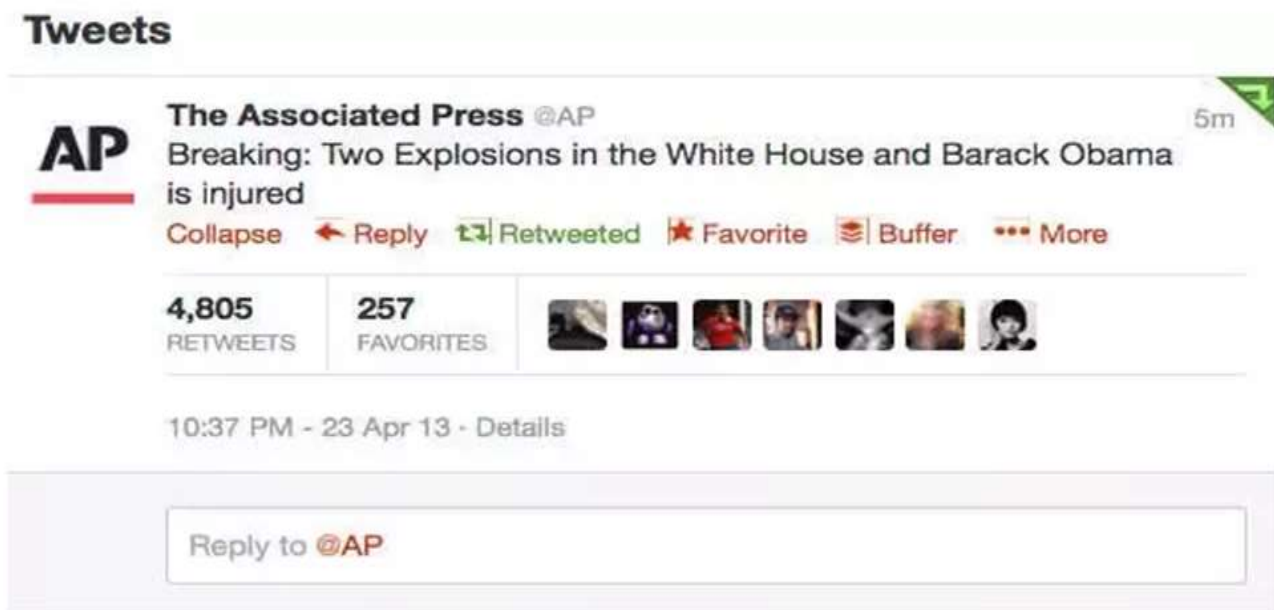 Tweets
AP
The Associated Press @AP
5m
Breaking: Two Explosions in the White House and Barack Obama
is injured
Collapse Reply Retweeted Favorite Buffer More
4,805 257
RETWEETS FAVORITES
10:37 PM - 23 Apr 13 · Details
Reply to @AP